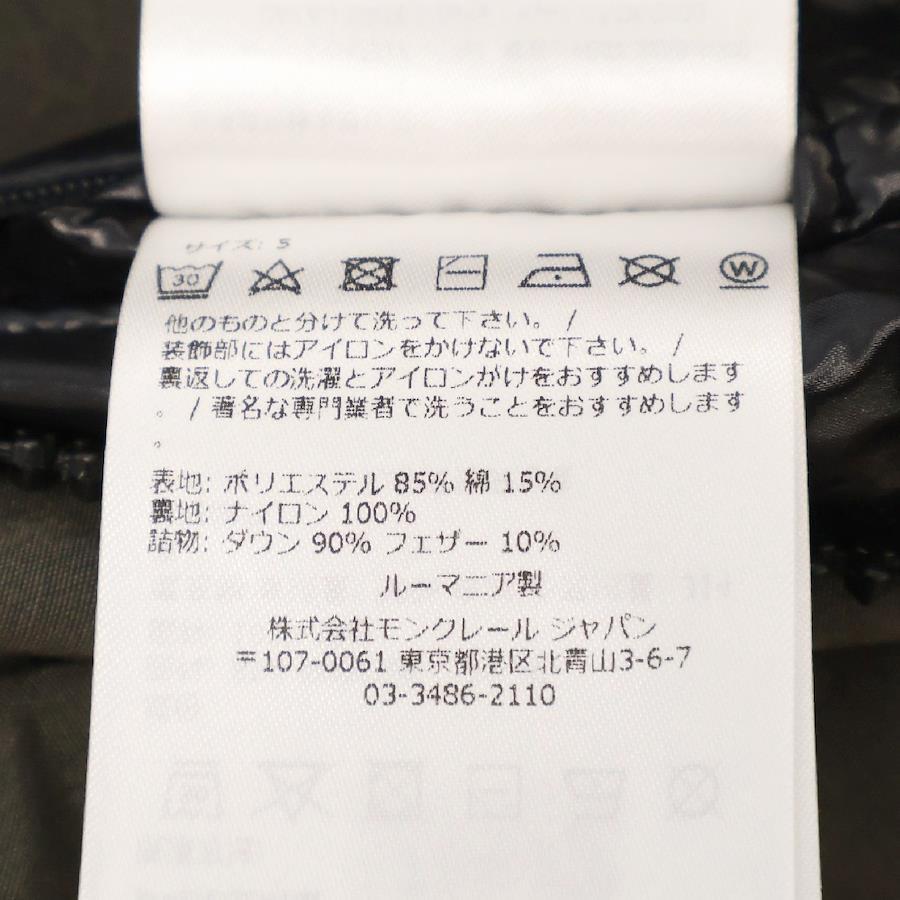 サイズ: S
30 W
他のものと分けて洗って下さい。 /
装飾部にはアイロンをかけないで下さい。 /
裏返しての洗濯とアイロンがけをおすすめします
。 / 著名な専門業者で洗うことをおすすめします
。
表地: ポリエステル 85% 綿 15%
裏地: ナイロン 100%
詰物: ダウン 90% フェザー 10%
ルーマニア製
株式会社モンクレール ジャパン
〒107-0061 東京都港区北青山3-6-7
03-3486-2110